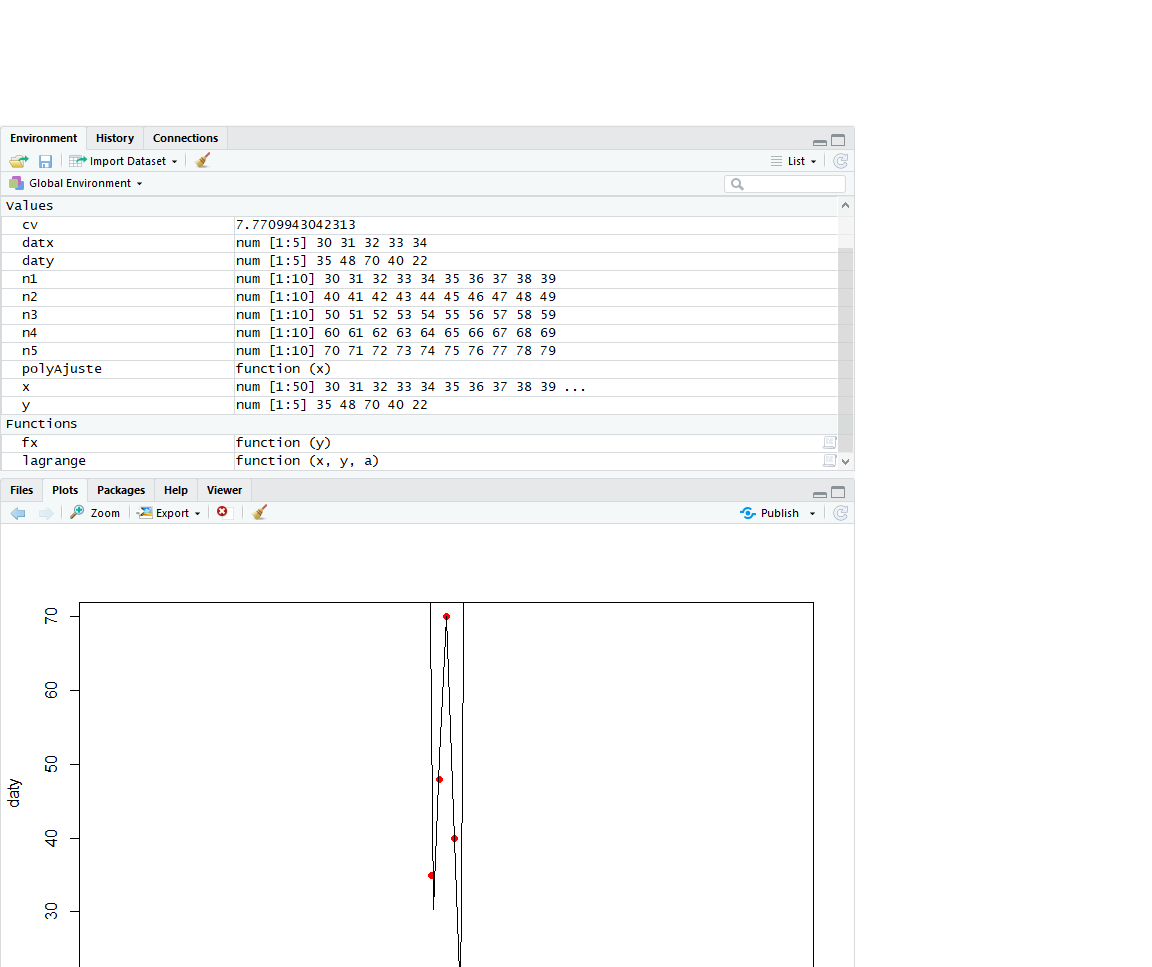 Environment History Connections
Import Dataset List
Global Environment
Values
cv 7.7709943042313
datx num [1:5] 30 31 32 33 34
daty num [1:5] 35 48 70 40 22
n1 num [1:10] 30 31 32 33 34 35 36 37 38 39
n2 num [1:10] 40 41 42 43 44 45 46 47 48 49
n3 num [1:10] 50 51 52 53 54 55 56 57 58 59
n4 num [1:10] 60 61 62 63 64 65 66 67 68 69
n5 num [1:10] 70 71 72 73 74 75 76 77 78 79
polyAjuste function (x)
x num [1:50] 30 31 32 33 34 35 36 37 38 39 ...
y num [1:5] 35 48 70 40 22
Functions
fx function (y)
lagrange function (x, y, a)
Files Plots Packages Help Viewer
Zoom Export Publish
70
60
50
40
30
daty